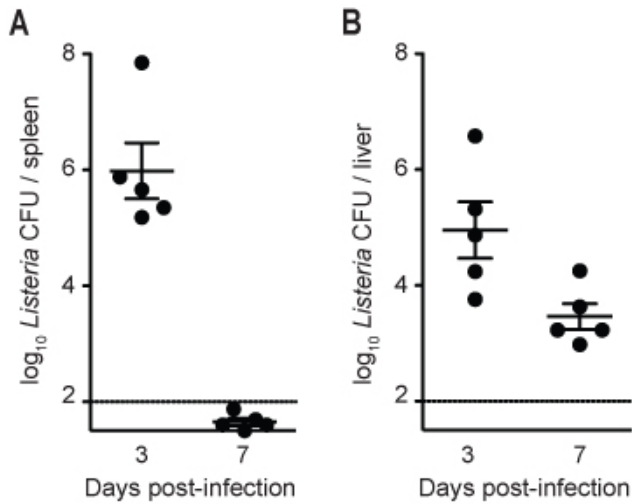 A
log10 Listeria CFU / spleen
8
6
4
2
3 7
Days post-infection
B
log10 Listeria CFU / liver
8
6
4
2
3 7
Days post-infection